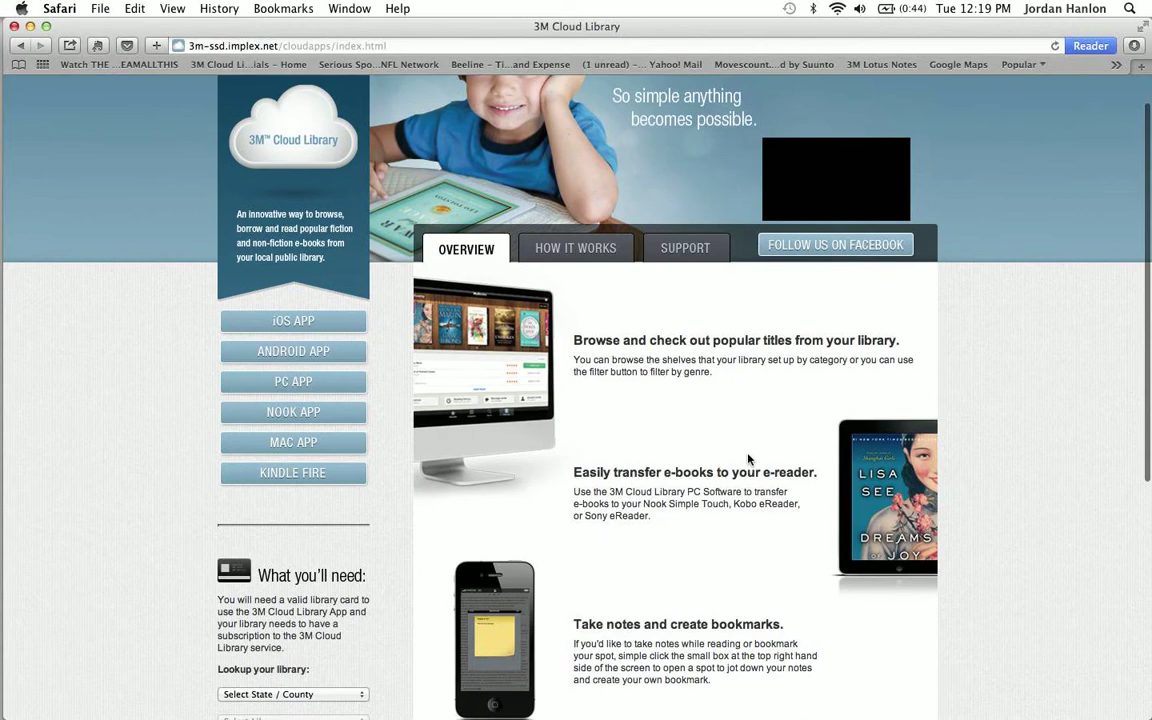 Safari File Edit View History Bookmarks Window Help (0:44) Tue 12:19 PM Jordan Hanlon
3M Cloud Library
3m-ssd.implex.net/cloudapps/index.html Reader
Watch THE ...EAMALLTHIS 3M Cloud Li...ials - Home Serious Spo...NFL Network Beeline - Ti...and Expense (1 unread) -...Yahoo! Mail Movescount...d by Suunto 3M Lotus Notes Google Maps Popular
So simple anything
becomes possible.
3M™ Cloud Library
An innovative way to browse,
borrow and read popular fiction
and non-fiction e-books from
your local public library.
OVERVIEW HOW IT WORKS SUPPORT FOLLOW US ON FACEBOOK
iOS APP
ANDROID APP
PC APP
NOOK APP
MAC APP
KINDLE FIRE
What you'll need:
You will need a valid library card to
use the 3M Cloud Library App and
your library needs to have a
subscription to the 3M Cloud
Library service.
Lookup your library:
Select State / County
Browse and check out popular titles from your library.
You can browse the shelves that your library set up by category or you can use
the filter button to filter by genre.
Easily transfer e-books to your e-reader.
Use the 3M Cloud Library PC Software to transfer
e-books to your Nook Simple Touch, Kobo eReader,
or Sony eReader.
LISA
SEE
DREAMS
OF JOY
Take notes and create bookmarks.
If you'd like to take notes while reading or bookmark
your spot, simple click the small box at the top right hand
side of the screen to open a spot to jot down your notes
and create your own bookmark.